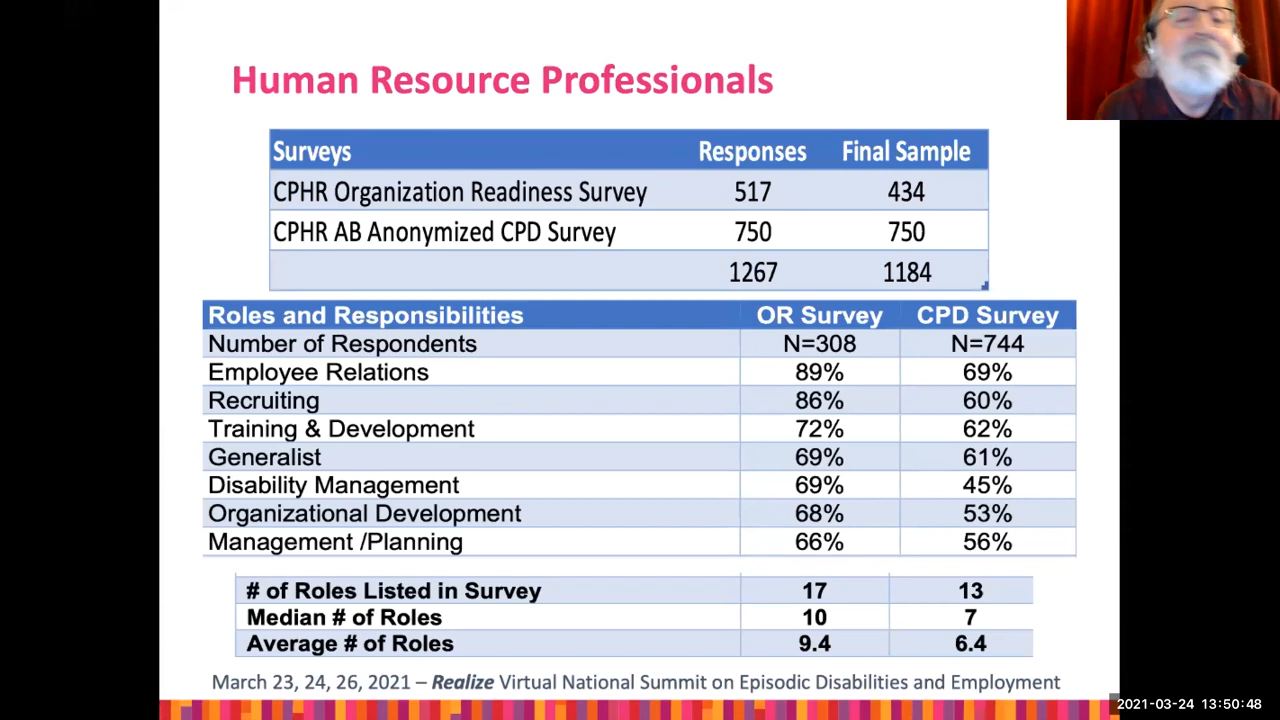 Human Resource Professionals
Surveys Responses Final Sample
CPHR Organization Readiness Survey 517 434
CPHR AB Anonymized CPD Survey 750 750
1267 1184
Roles and Responsibilities OR Survey CPD Survey
Number of Respondents N=308 N=744
Employee Relations 89% 69%
Recruiting 86% 60%
Training & Development 72% 62%
Generalist 69% 61%
Disability Management 69% 45%
Organizational Development 68% 53%
Management /Planning 66% 56%
# of Roles Listed in Survey 17 13
Median # of Roles 10 7
Average # of Roles 9.4 6.4
March 23, 24, 26, 2021 – Realize Virtual National Summit on Episodic Disabilities and Employment
2021-03-24 13:50:48